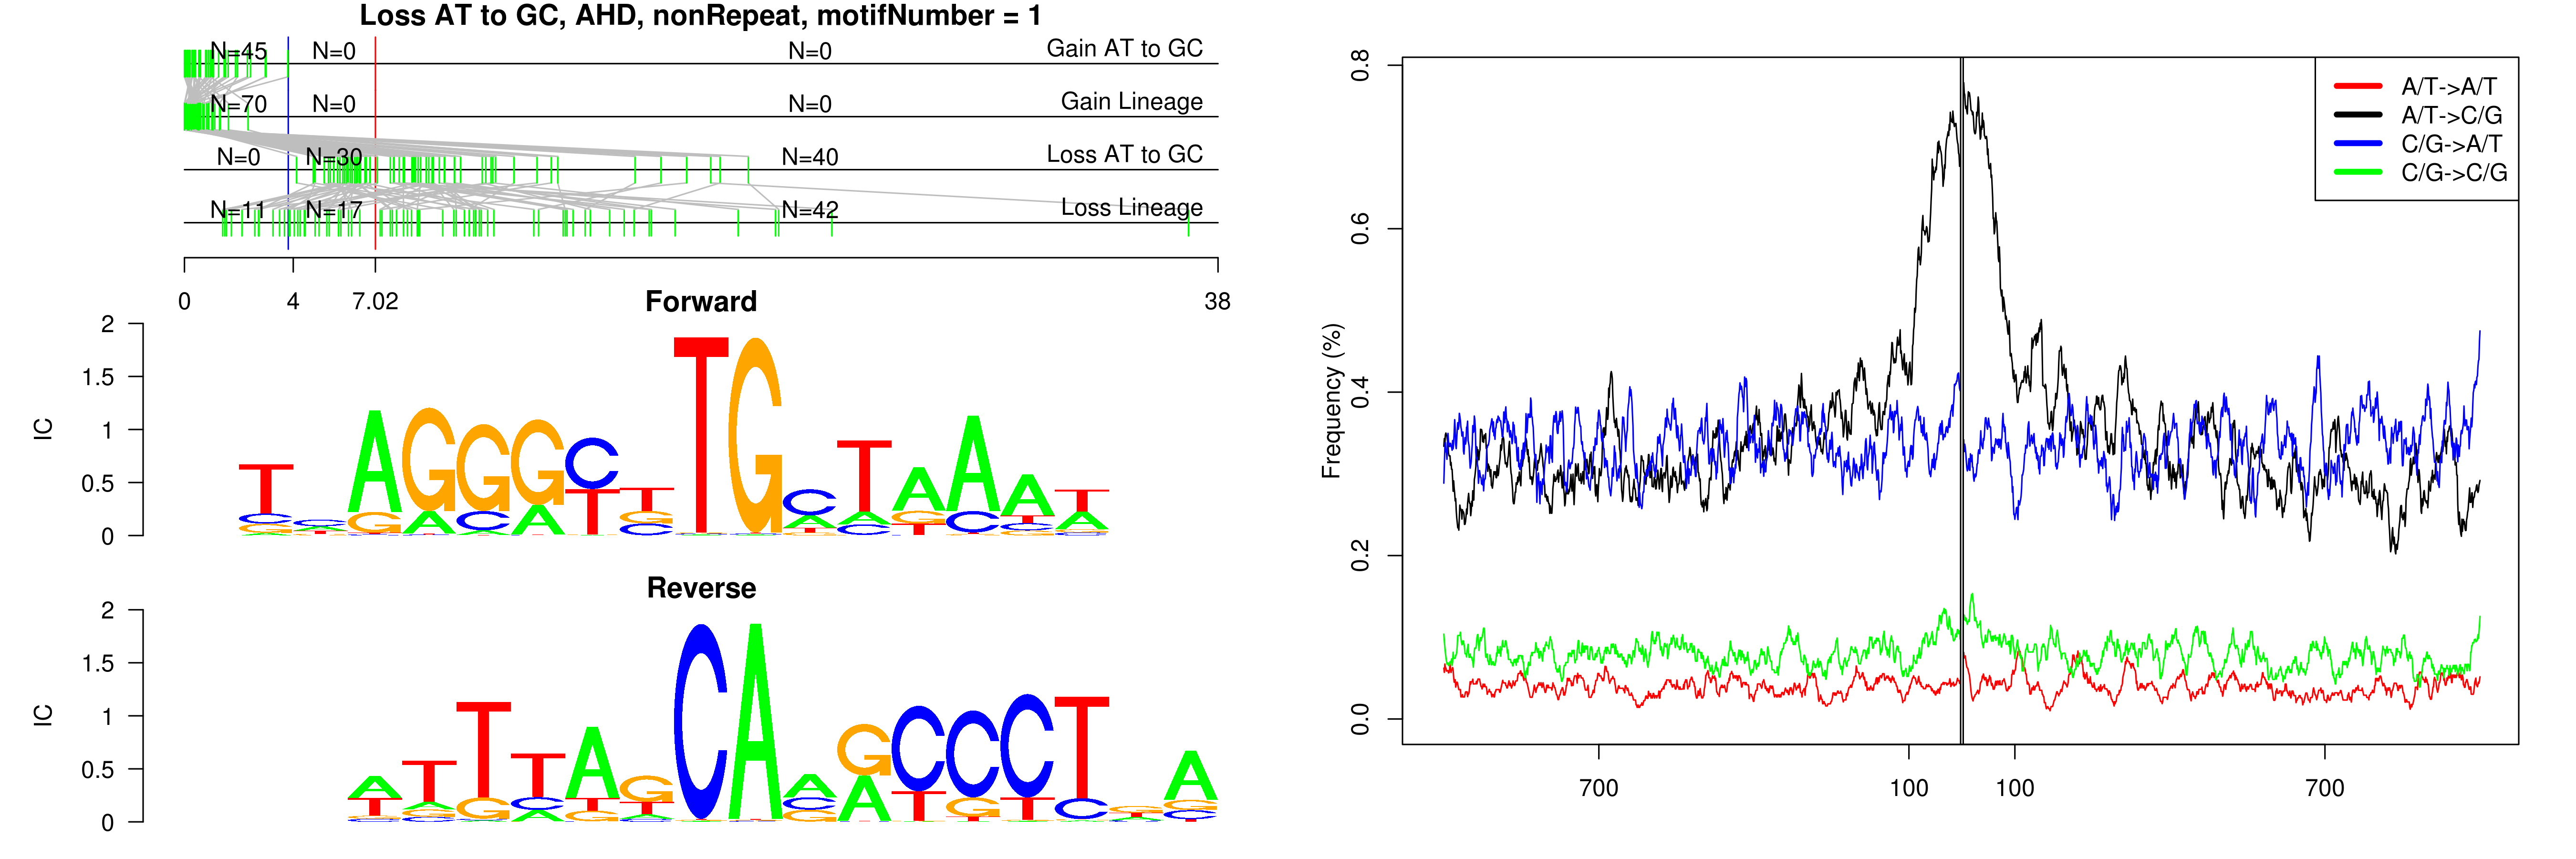 Loss AT to GC, AHD, nonRepeat, motifNumber = 1
N=45 N=0 N=0 Gain AT to GC
N=70 N=0 N=0 Gain Lineage
N=0 N=30 N=40 Loss AT to GC
N=11 N=17 N=42 Loss Lineage
0 4 7.02 38
Forward
IC
2
1.5
1
0.5
0
Reverse
IC
2
1.5
1
0.5
0
Frequency (%)
0.8
0.6
0.4
0.2
0.0
700 100 100 700
A/T->A/T
A/T->C/G
C/G->A/T
C/G->C/G